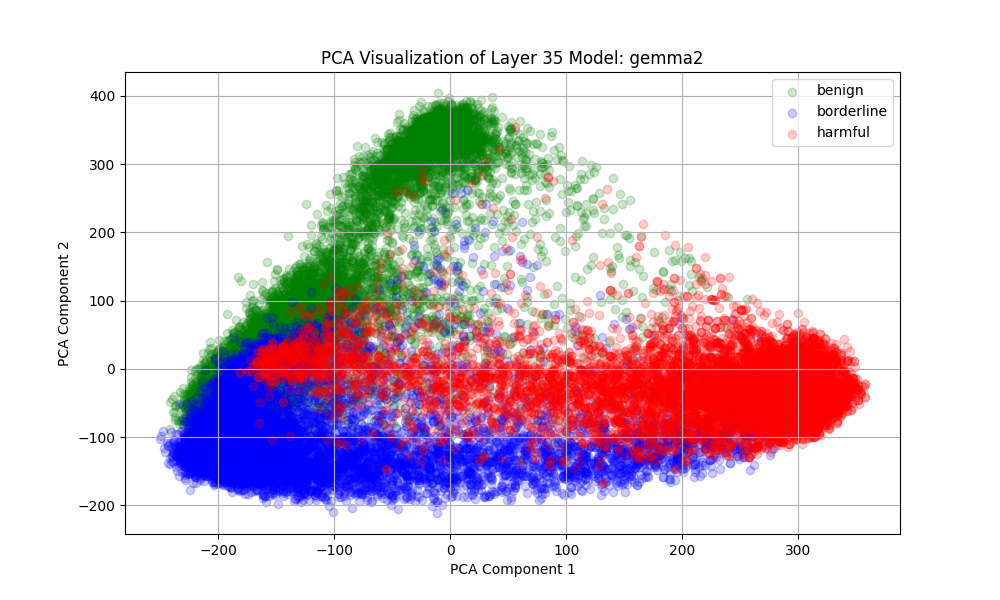 PCA Visualization of Layer 35 Model: gemma2
benign
borderline
harmful
400
300
200
100
0
−100
−200
PCA Component 2
−200
−100
0
100
200
300
PCA Component 1